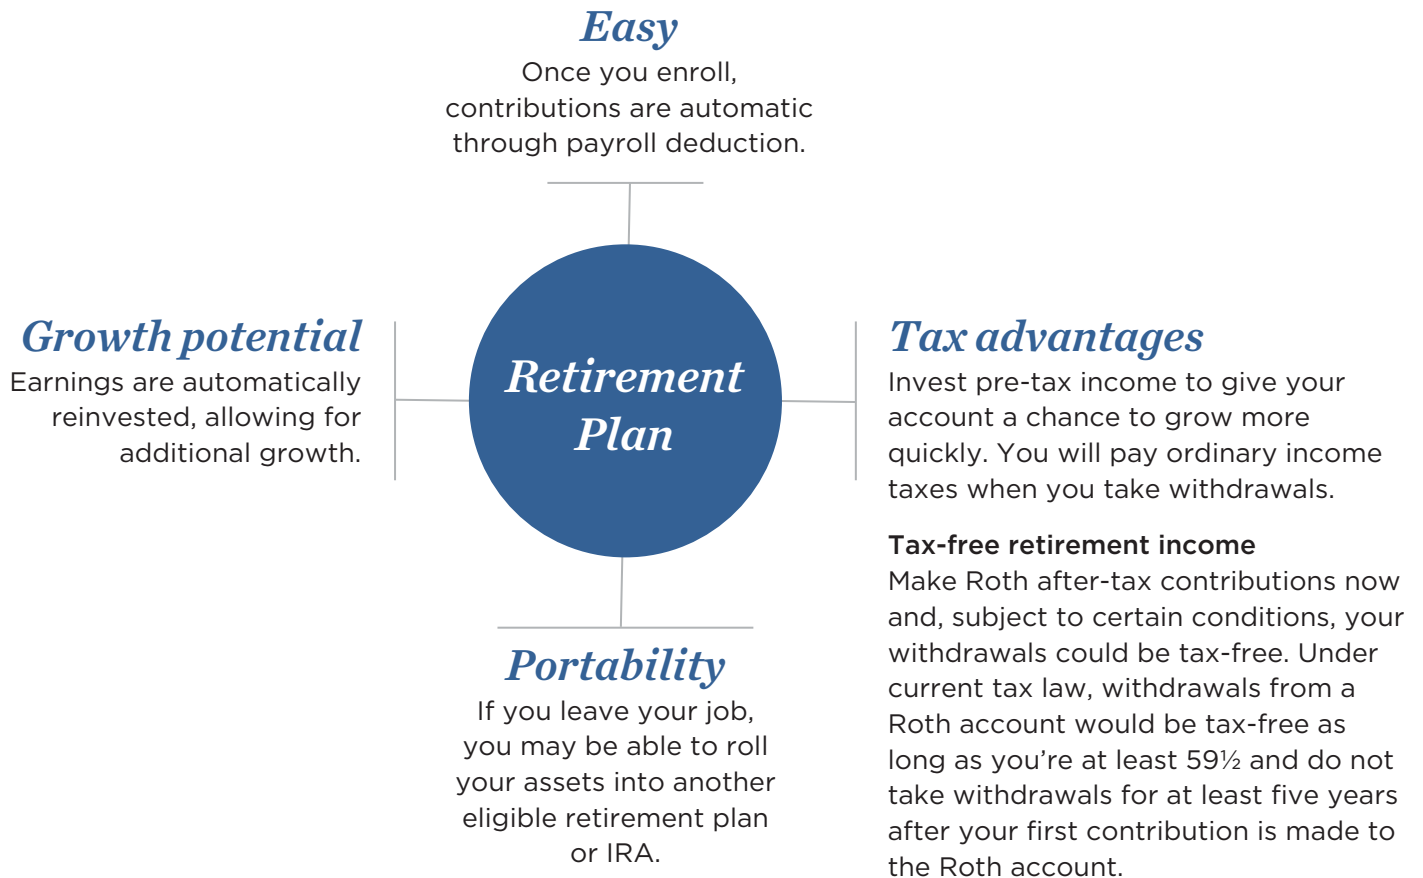 Easy
Once you enroll,
contributions are automatic
through payroll deduction.
Growth potential
Earnings are automatically
reinvested, allowing for
additional growth.
Retirement
Plan
Tax advantages
Invest pre-tax income to give your
account a chance to grow more
quickly. You will pay ordinary income
taxes when you take withdrawals.
Tax-free retirement income
Make Roth after-tax contributions now
and, subject to certain conditions, your
withdrawals could be tax-free. Under
current tax law, withdrawals from a
Roth account would be tax-free as
long as you’re at least 59½ and do not
take withdrawals for at least five years
after your first contribution is made to
the Roth account.
Portability
If you leave your job,
you may be able to roll
your assets into another
eligible retirement plan
or IRA.